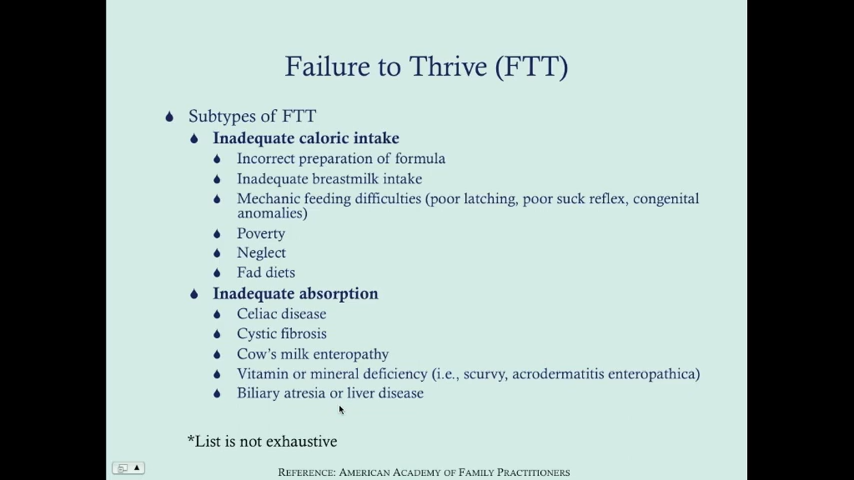 Failure to Thrive (FTT)
Subtypes of FTT
Inadequate caloric intake
Incorrect preparation of formula
Inadequate breastmilk intake
Mechanic feeding difficulties (poor latching, poor suck reflex, congenital
anomalies)
Poverty
Neglect
Fad diets
Inadequate absorption
Celiac disease
Cystic fibrosis
Cow's milk enteropathy
Vitamin or mineral deficiency (i.e., scurvy, acrodermatitis enteropathica)
Biliary atresia or liver disease
*List is not exhaustive
REFERENCE: AMERICAN ACADEMY OF FAMILY PRACTITIONERS